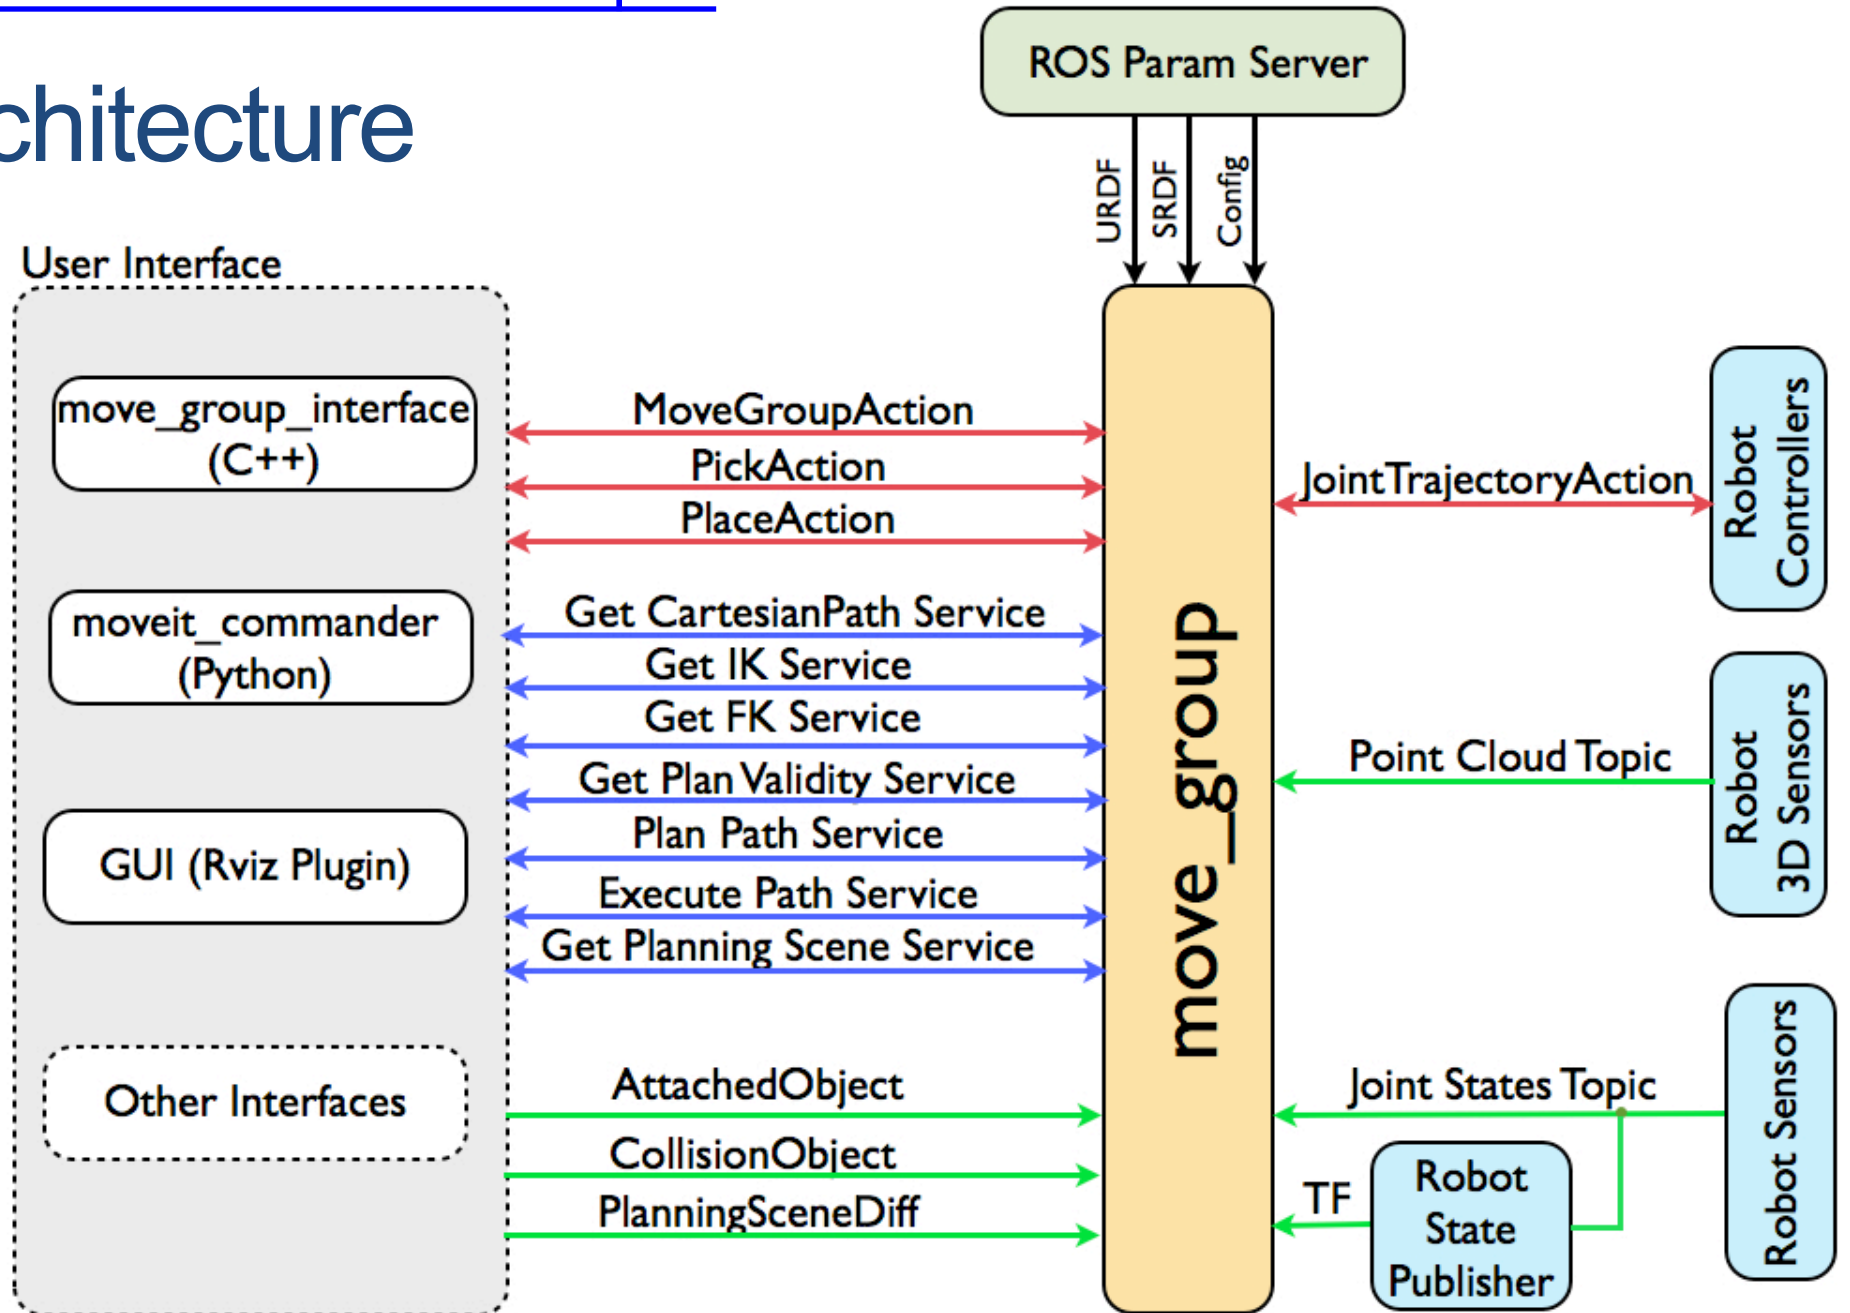 chitecture
ROS Param Server
URDF
SRDF
Config
User Interface
move_group_interface
(C++)
moveit_commander
(Python)
GUI (Rviz Plugin)
Other Interfaces
MoveGroupAction
PickAction
PlaceAction
Get CartesianPath Service
Get IK Service
Get FK Service
Get Plan Validity Service
Plan Path Service
Execute Path Service
Get Planning Scene Service
AttachedObject
CollisionObject
PlanningSceneDiff
move_group
JointTrajectoryAction
Robot
Controllers
Point Cloud Topic
Robot
3D Sensors
Joint States Topic
Robot Sensors
TF
Robot
State
Publisher